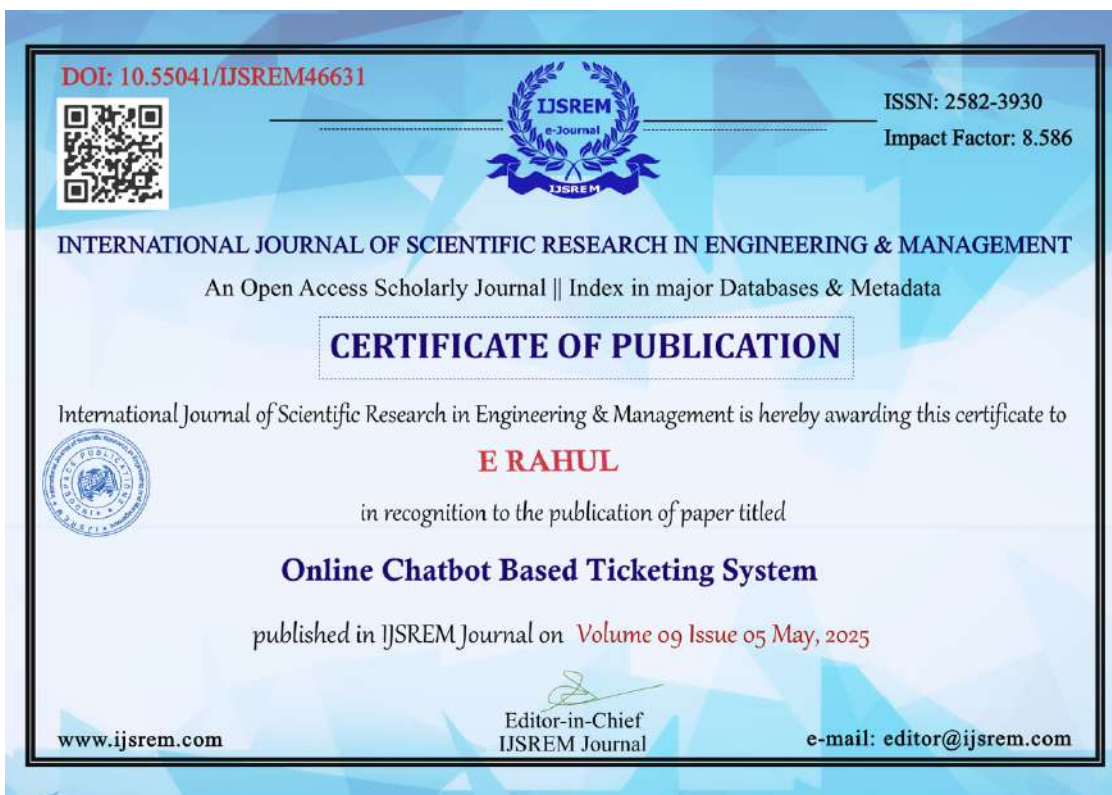 DOI: 10.55041/IJSREM46631
IJSREM
e-Journal
IJSREM
ISSN: 2582-3930
Impact Factor: 8.586
INTERNATIONAL JOURNAL OF SCIENTIFIC RESEARCH IN ENGINEERING & MANAGEMENT
An Open Access Scholarly Journal || Index in major Databases & Metadata
CERTIFICATE OF PUBLICATION
International Journal of Scientific Research in Engineering & Management is hereby awarding this certificate to
E RAHUL
in recognition to the publication of paper titled
Online Chatbot Based Ticketing System
published in IJSREM Journal on Volume 09 Issue 05 May, 2025
Editor-in-Chief
IJSREM Journal
www.ijsrem.com
e-mail: editor@ijsrem.com